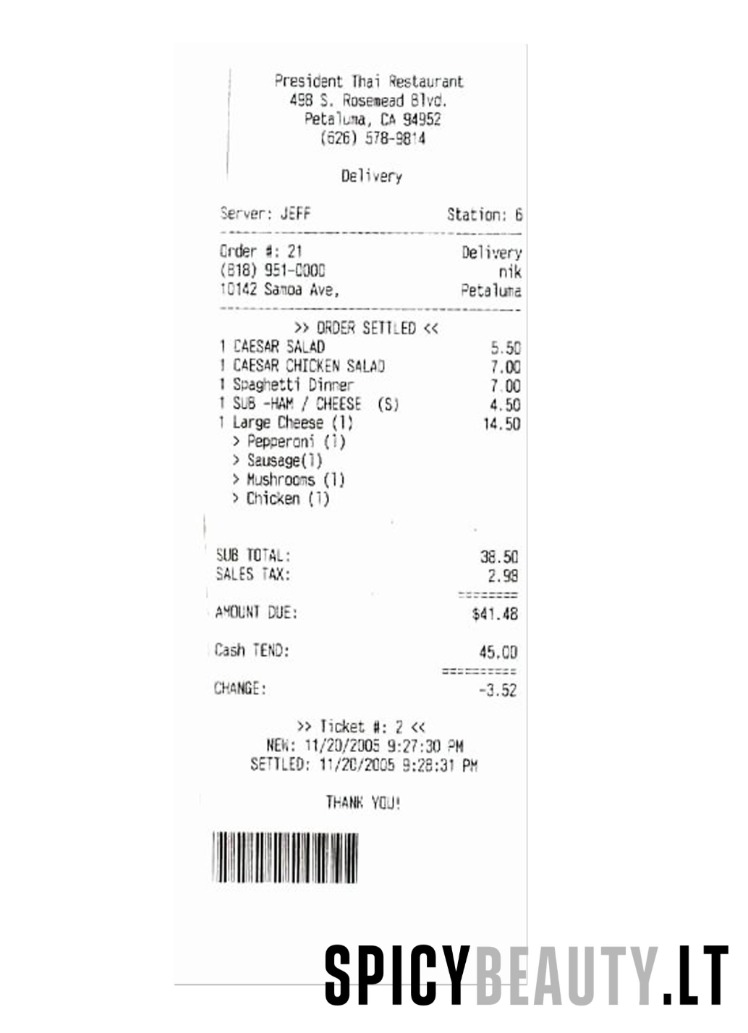 President Thai Restaurant
498 S. Rosemead Blvd.
Petaluma, CA 94952
(626) 578-9814
Delivery
Server: JEFF Station: 6
Order #: 21 Delivery
(818) 951-0000 nik
10142 Samoa Ave, Petaluma
>> ORDER SETTLED <<
1 CAESAR SALAD 5.50
1 CAESAR CHICKEN SALAD 7.00
1 Spaghetti Dinner 7.00
1 SUB -HAM / CHEESE (S) 4.50
1 Large Cheese (1) 14.50
> Pepperoni (1)
> Sausage(1)
> Mushrooms (1)
> Chicken (1)
SUB TOTAL: 38.50
SALES TAX: 2.98
AMOUNT DUE: $41.48
Cash TEND: 45.00
CHANGE: -3.52
>> Ticket #: 2 <<
NEW: 11/20/2005 9:27:30 PM
SETTLED: 11/20/2005 9:28:31 PM
THANK YOU!
SPICYBEAUTY.LT